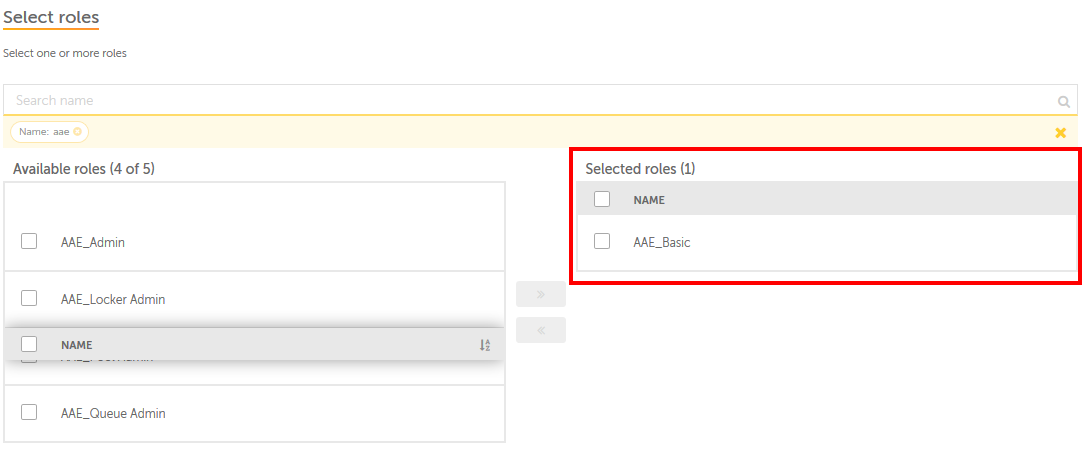 Select roles
Select one or more roles
Search name
Name: aae
Available roles (4 of 5)
AAE_Admin
AAE_Locker Admin
NAME
AAE_Queue Admin
Selected roles (1)
NAME
AAE_Basic